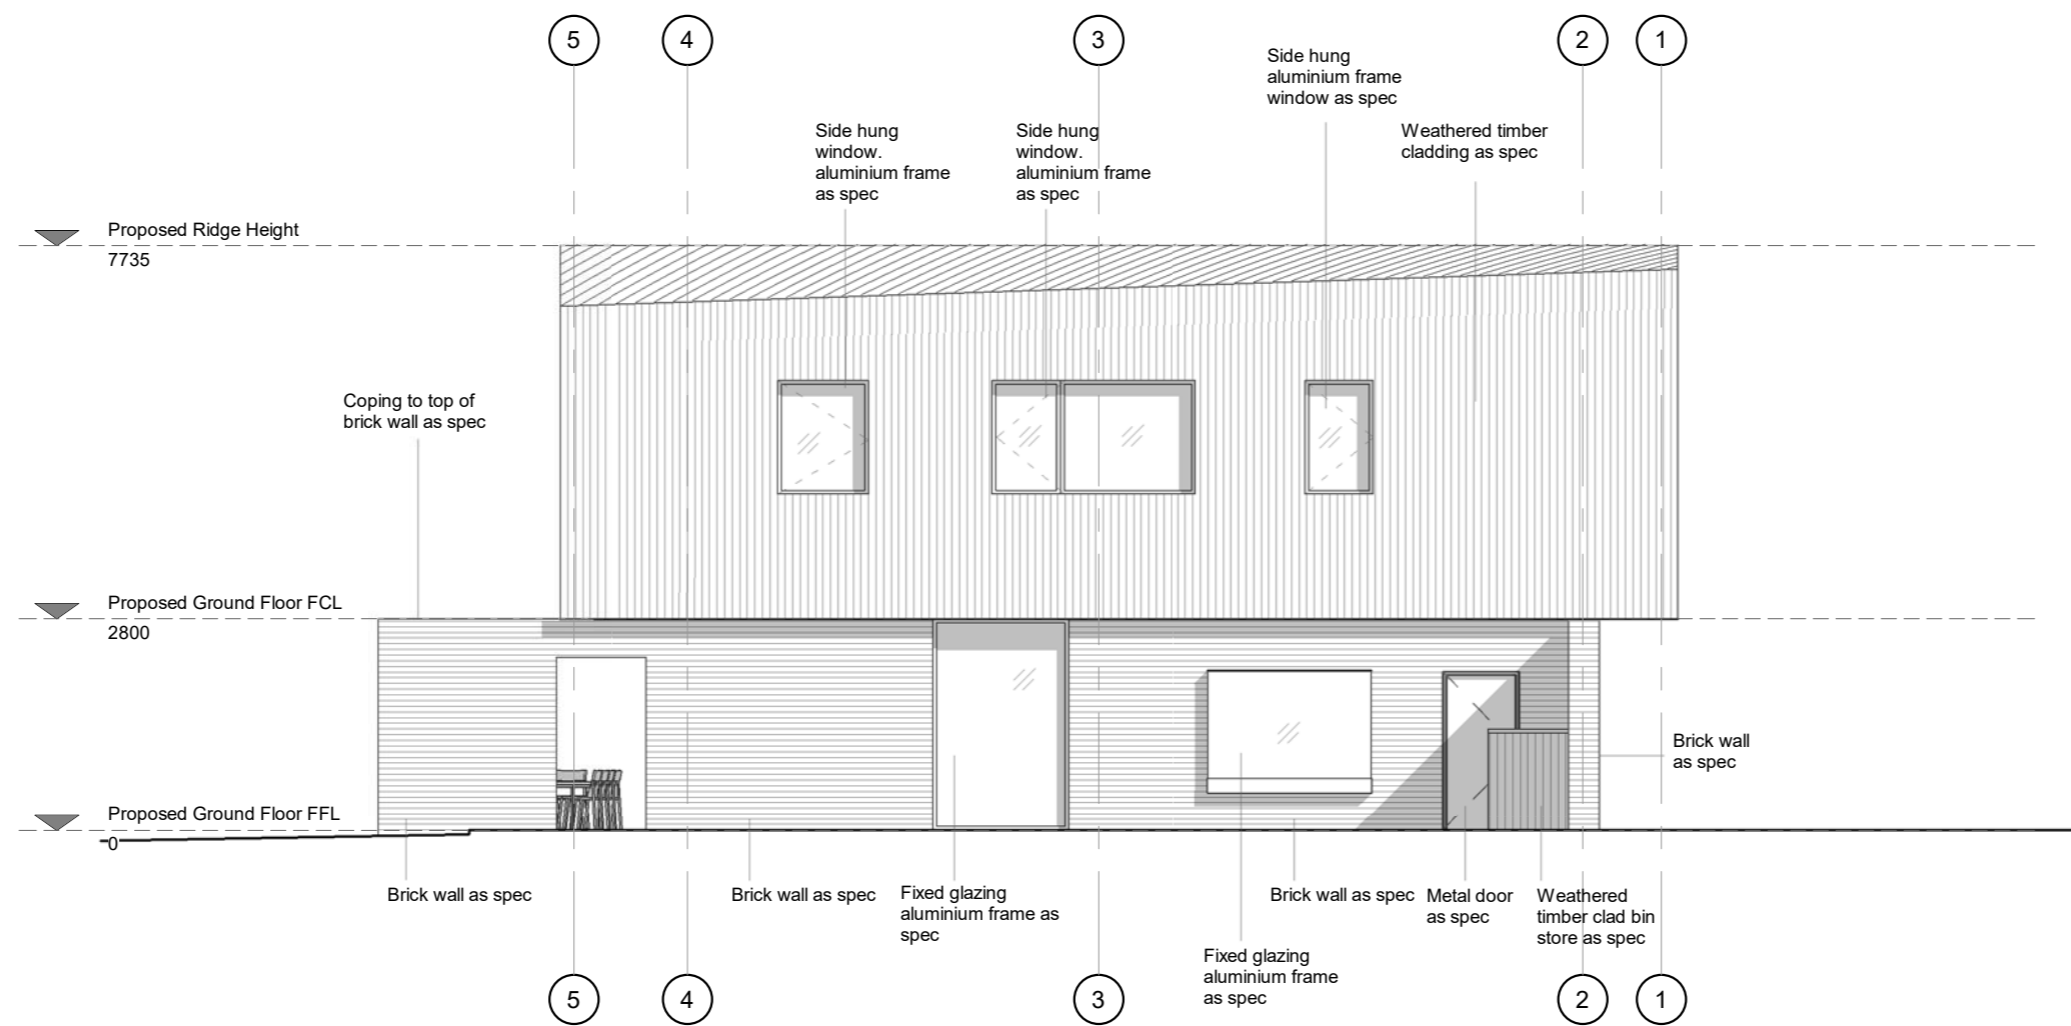 5
4
3
2
1
Side hung
aluminium frame
window as spec
Side hung
window.
aluminium frame
as spec
Side hung
window.
aluminium frame
as spec
Weathered timber
cladding as spec
Proposed Ridge Height
7735
Coping to top of
brick wall as spec
Proposed Ground Floor FCL
2800
Brick wall
as spec
Proposed Ground Floor FFL
0
Brick wall as spec
Brick wall as spec
Fixed glazing
aluminium frame as
spec
Fixed glazing
aluminium frame
as spec
Brick wall as spec
Metal door
as spec
Weathered
timber clad bin
store as spec
5
4
3
2
1